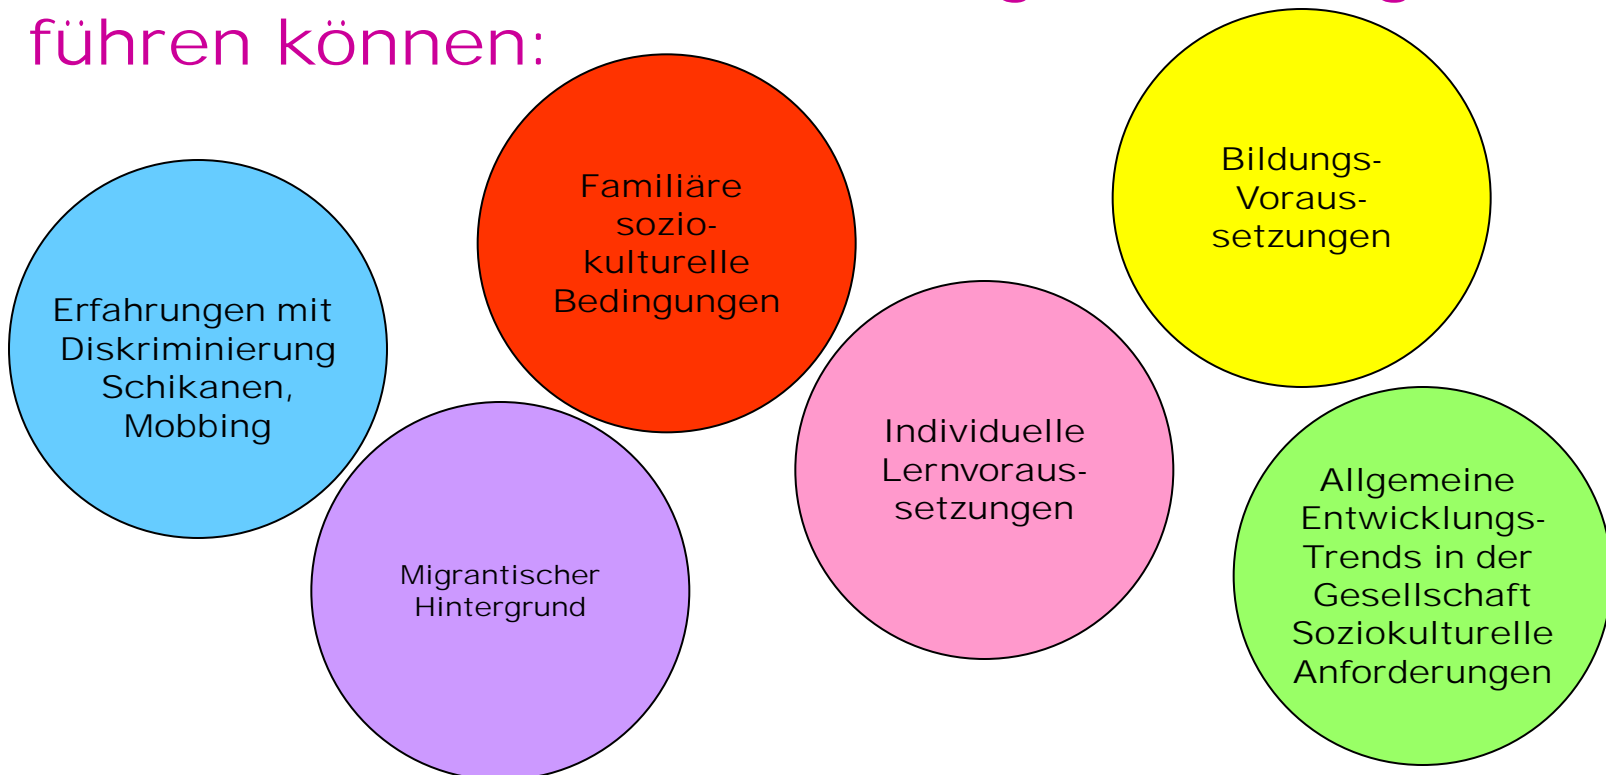 führen können:
Erfahrungen mit
Diskriminierung
Schikanen,
Mobbing
Familiäre
sozio-
kulturelle
Bedingungen
Migrantischer
Hintergrund
Individuelle
Lernvoraus-
setzungen
Bildungs-
Voraus-
setzungen
Allgemeine
Entwicklungs-
Trends in der
Gesellschaft
Soziokulturelle
Anforderungen